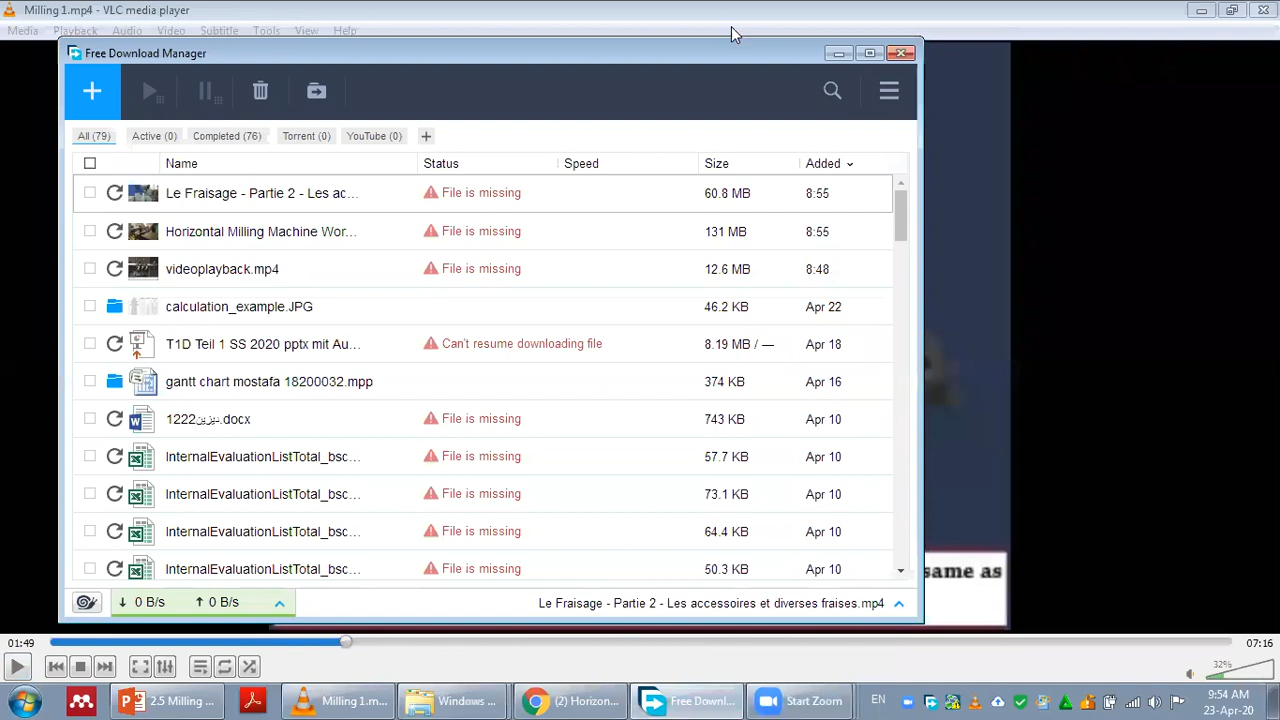 Milling 1.mp4 - VLC media player
Media Playback Audio Video Subtitle Tools View Help
Free Download Manager
All (79) Active (0) Completed (76) Torrent (0) YouTube (0) +
Name Status Speed Size Added
Le Fraisage - Partie 2 - Les ac... File is missing 60.8 MB 8:55
Horizontal Milling Machine Wor... File is missing 131 MB 8:55
videoplayback.mp4 File is missing 12.6 MB 8:48
calculation_example.JPG 46.2 KB Apr 22
T1D Teil 1 SS 2020 pptx mit Au... Can't resume downloading file 8.19 MB / — Apr 18
gantt chart mostafa 18200032.mpp 374 KB Apr 16
1222ديزين.docx File is missing 743 KB Apr 10
InternalEvaluationListTotal_bsc... File is missing 57.7 KB Apr 10
InternalEvaluationListTotal_bsc... File is missing 73.1 KB Apr 10
InternalEvaluationListTotal_bsc... File is missing 64.4 KB Apr 10
InternalEvaluationListTotal_bsc... File is missing 50.3 KB Apr 10
same as
0 B/s 0 B/s Le Fraisage - Partie 2 - Les accessoires et diverses fraises.mp4
01:49 07:16
32%
2.5 Milling ... Milling 1.m... Windows ... (2) Horizon... Free Downl... Start Zoom EN 9:54 AM
23-Apr-20